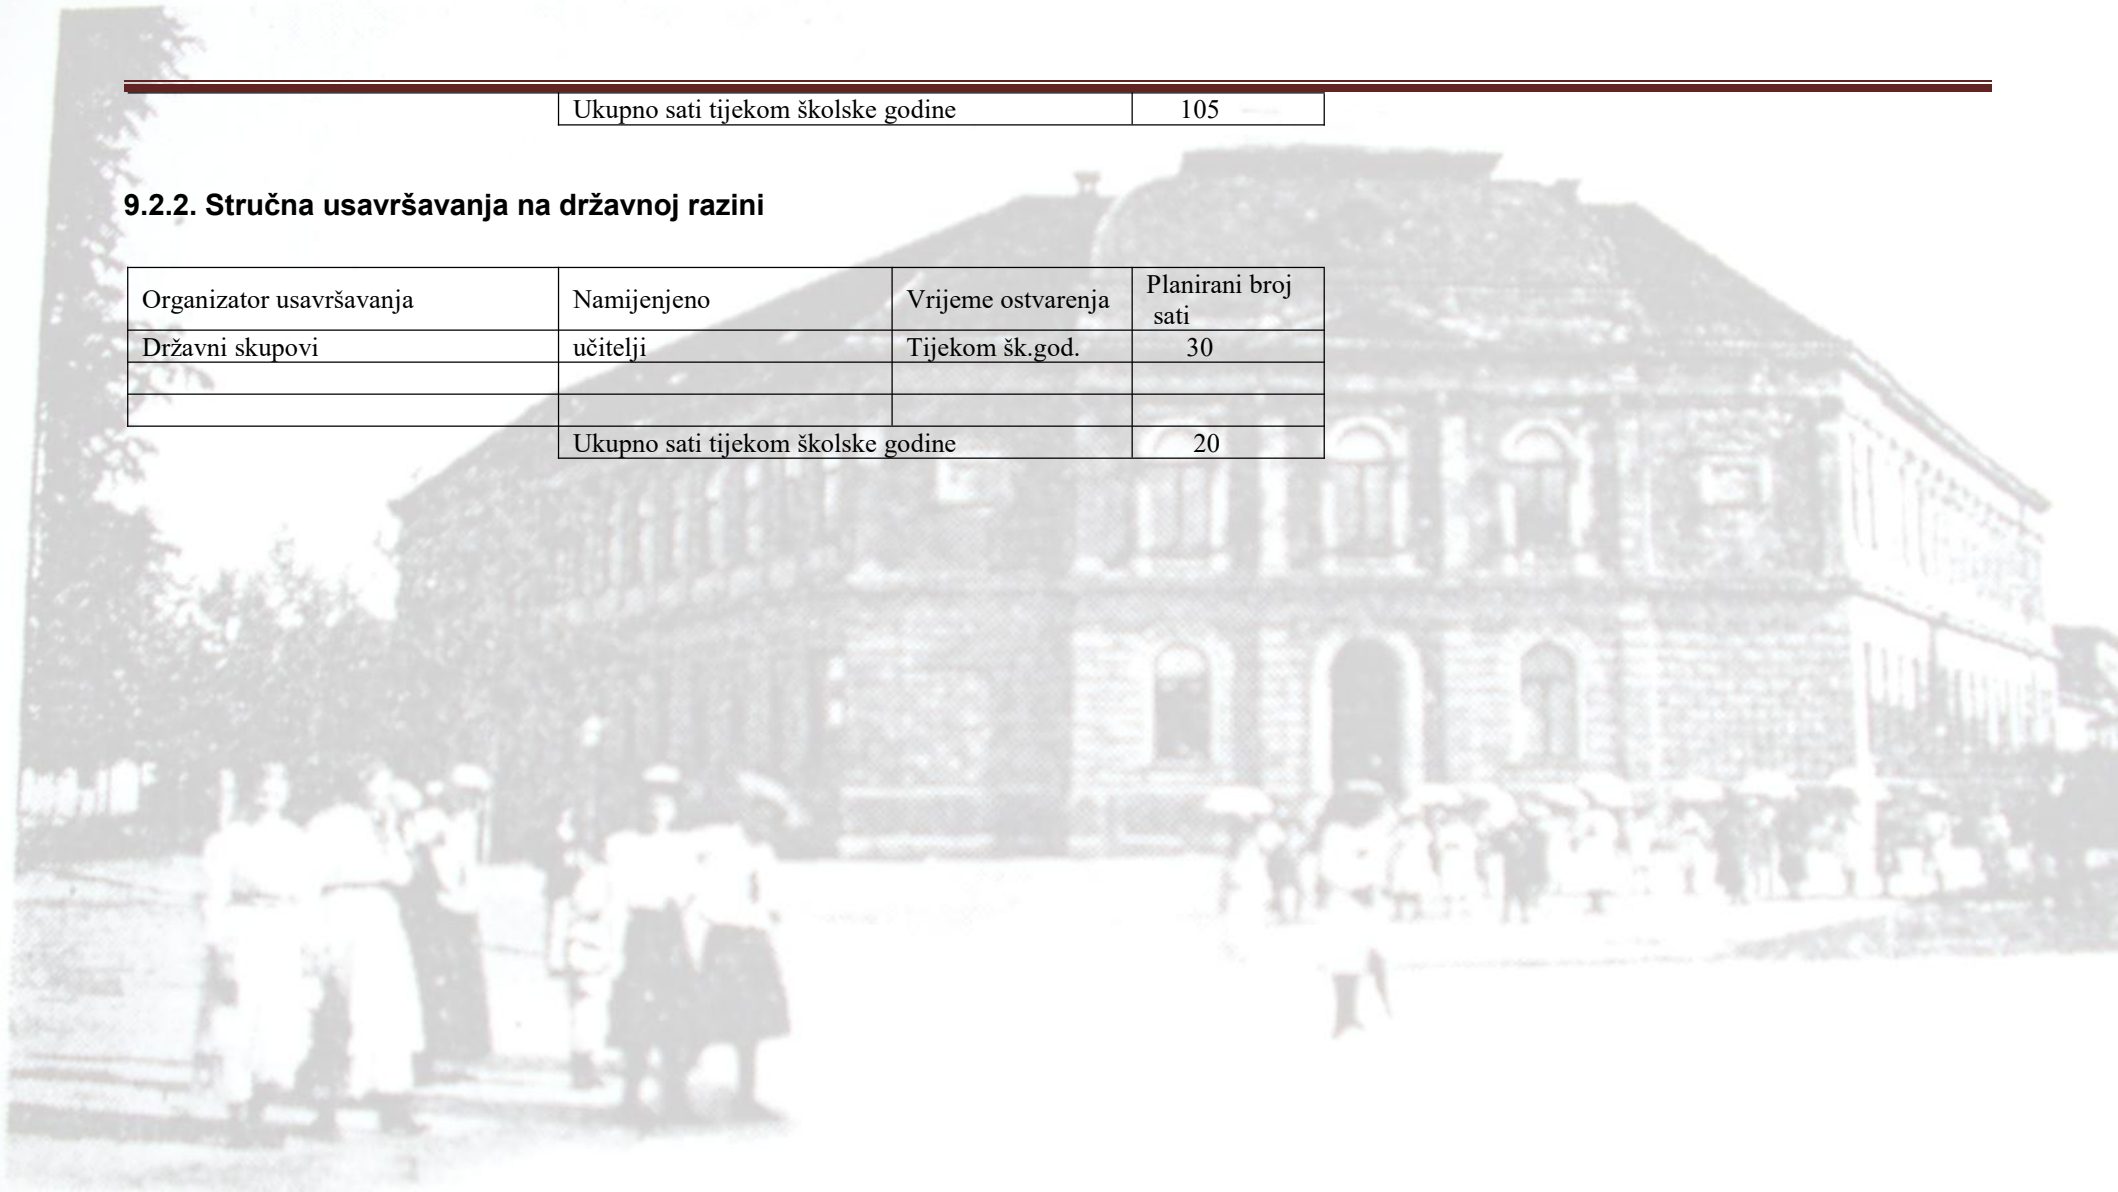 Ukupno sati tijekom školske godine 105
9.2.2. Stručna usavršavanja na državnoj razini
Organizator usavršavanja Namijenjeno Vrijeme ostvarenja Planirani broj
sati
Državni skupovi učitelji Tijekom šk.god. 30
Ukupno sati tijekom školske godine 20